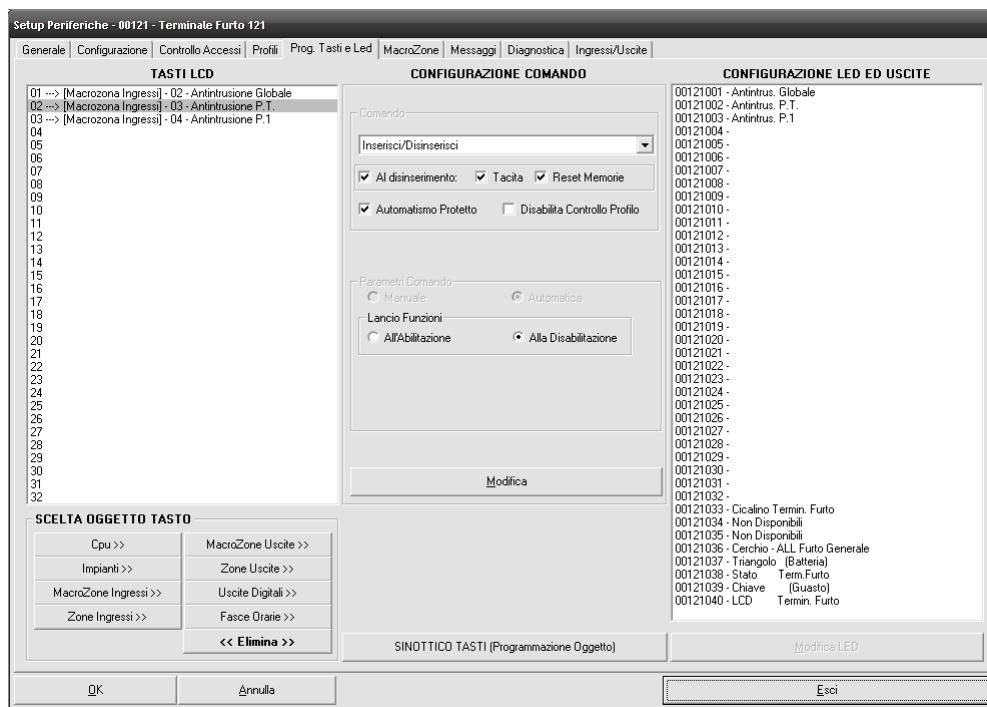 Setup Periferiche - 00121 - Terminale Furto 121
Generale
Configurazione
Controllo Accessi
Profili
Prog. Tasti e Led
MacroZone
Messaggi
Diagnostica
Ingressi/Uscite
TASTI LCD
01 ---> [Macrozona Ingressi] - 02 - Antintrusione Globale
02 ---> [Macrozona Ingressi] - 03 - Antintrusione P.T.
03 ---> [Macrozona Ingressi] - 04 - Antintrusione P.1
04
05
06
07
08
09
10
11
12
13
14
15
16
17
18
19
20
21
22
23
24
25
26
27
28
29
30
31
32
SCELTA OGGETTO TASTO
Cpu >>
MacroZone Uscite >>
Impianti >>
Zone Uscite >>
MacroZone Ingressi >>
Uscite Digitali >>
Zone Ingressi >>
Fasce Orarie >>
<< Elimina >>
CONFIGURAZIONE COMANDO
Comando
Inserisci/Disinserisci
Al disinserimento:
Tacita
Reset Memorie
Automatismo Protetto
Disabilita Controllo Profilo
Parametri Comando
Manuale
Automatica
Lancio Funzioni
All'Abilitazione
Alla Disabilitazione
Modifica
SINOTTICO TASTI (Programmazione Oggetto)
CONFIGURAZIONE LED ED USCITE
00121001 - Antintrus. Globale
00121002 - Antintrus. P.T.
00121003 - Antintrus. P.1
00121004 -
00121005 -
00121006 -
00121007 -
00121008 -
00121009 -
00121010 -
00121011 -
00121012 -
00121013 -
00121014 -
00121015 -
00121016 -
00121017 -
00121018 -
00121019 -
00121020 -
00121021 -
00121022 -
00121023 -
00121024 -
00121025 -
00121026 -
00121027 -
00121028 -
00121029 -
00121030 -
00121031 -
00121032 -
00121033 - Cicalino Termin. Furto
00121034 - Non Disponibili
00121035 - Non Disponibili
00121036 - Cerchio - ALL Furto Generale
00121037 - Triangolo (Batteria)
00121038 - Stato Term.Furto
00121039 - Chiave (Guasto)
00121040 - LCD Termin. Furto
Modifica LED
OK
Annulla
Esci